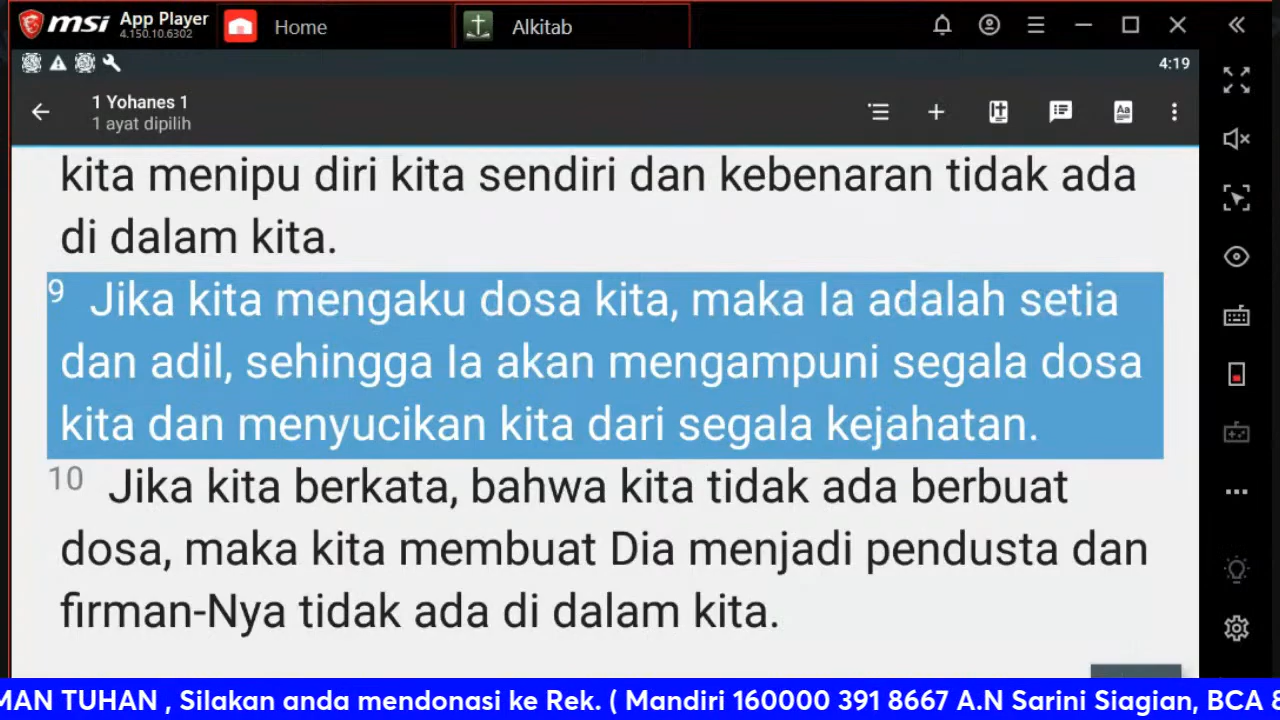 msi App Player
4.150.10.6302
Home
Alkitab
4:19
1 Yohanes 1
1 ayat dipilih
kita menipu diri kita sendiri dan kebenaran tidak ada
di dalam kita.
9 Jika kita mengaku dosa kita, maka Ia adalah setia
dan adil, sehingga Ia akan mengampuni segala dosa
kita dan menyucikan kita dari segala kejahatan.
10 Jika kita berkata, bahwa kita tidak ada berbuat
dosa, maka kita membuat Dia menjadi pendusta dan
firman-Nya tidak ada di dalam kita.
MAN TUHAN , Silakan anda mendonasi ke Rek. ( Mandiri 160000 391 8667 A.N Sarini Siagian, BCA 8